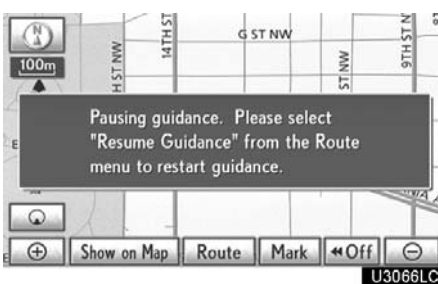 G ST NW
14TH ST
9TH ST N
100m
H ST NW
ST NW
Pausing guidance. Please select
"Resume Guidance" from the Route
menu to restart guidance.
E
Show on Map Route Mark Off
U3066LC